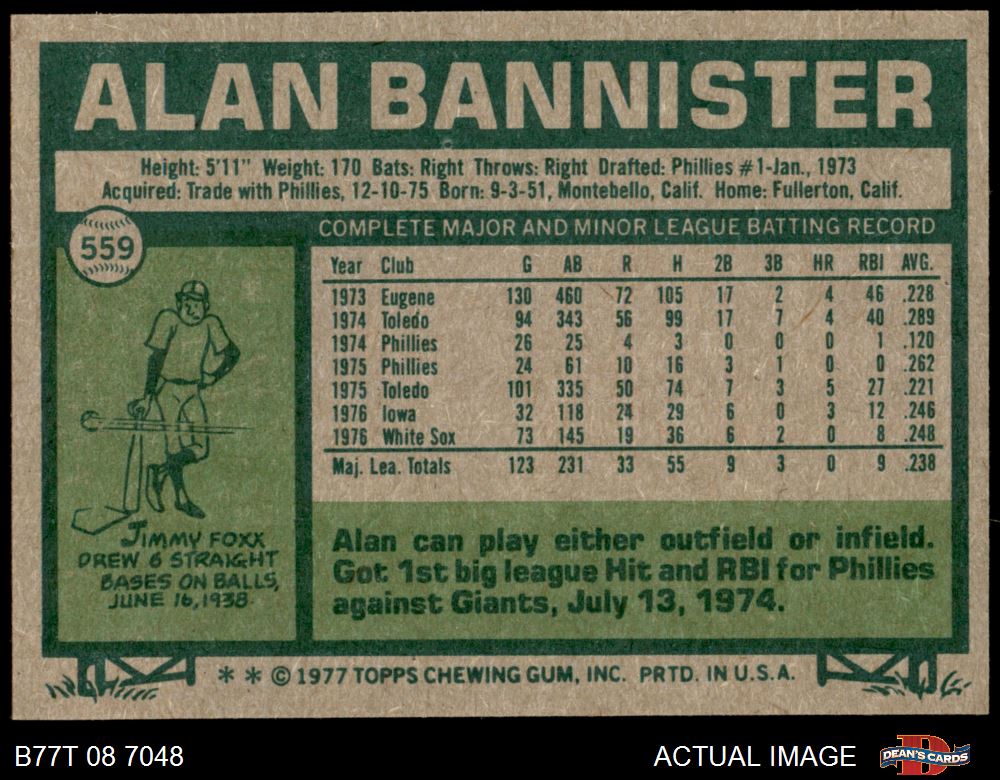 ALAN BANNISTER
Height: 5'11" Weight: 170 Bats: Right Throws: Right Drafted: Phillies #1-Jan., 1973
Acquired: Trade with Phillies, 12-10-75 Born: 9-3-51, Montebello, Calif. Home: Fullerton, Calif.
559
COMPLETE MAJOR AND MINOR LEAGUE BATTING RECORD
Year Club G AB R H 2B 3B HR RBI AVG.
1973 Eugene 130 460 72 105 17 2 4 46 .228
1974 Toledo 94 343 56 99 17 7 4 40 .289
1974 Phillies 26 25 4 3 0 0 0 1 .120
1975 Phillies 24 61 10 16 3 1 0 0 .262
1975 Toledo 101 335 50 74 7 3 5 27 .221
1976 Iowa 32 118 24 29 6 0 3 12 .246
1976 White Sox 73 145 19 36 6 2 0 8 .248
Maj. Lea. Totals 123 231 33 55 9 3 0 9 .238
JIMMY FOXX
DREW 6 STRAIGHT
BASES ON BALLS,
JUNE 16, 1938.
Alan can play either outfield or infield.
Got 1st big league Hit and RBI for Phillies
against Giants, July 13, 1974.
* * © 1977 TOPPS CHEWING GUM, INC. PRTD. IN U.S.A.
B77T 08 7048
ACTUAL IMAGE
D
DEAN'S CARDS